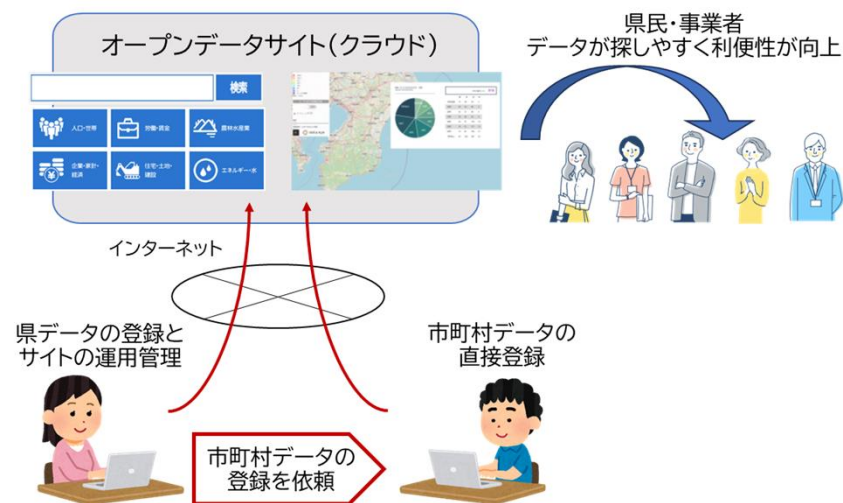 オープンデータサイト(クラウド)
県民・事業者
データが探しやすく利便性が向上
検索
人口・世帯
労働・賃金
農林水産業
企業・家計・
経済
住宅・土地・
建設
エネルギー・水
インターネット
県データの登録と
サイトの運用管理
市町村データの
直接登録
市町村データの
登録を依頼